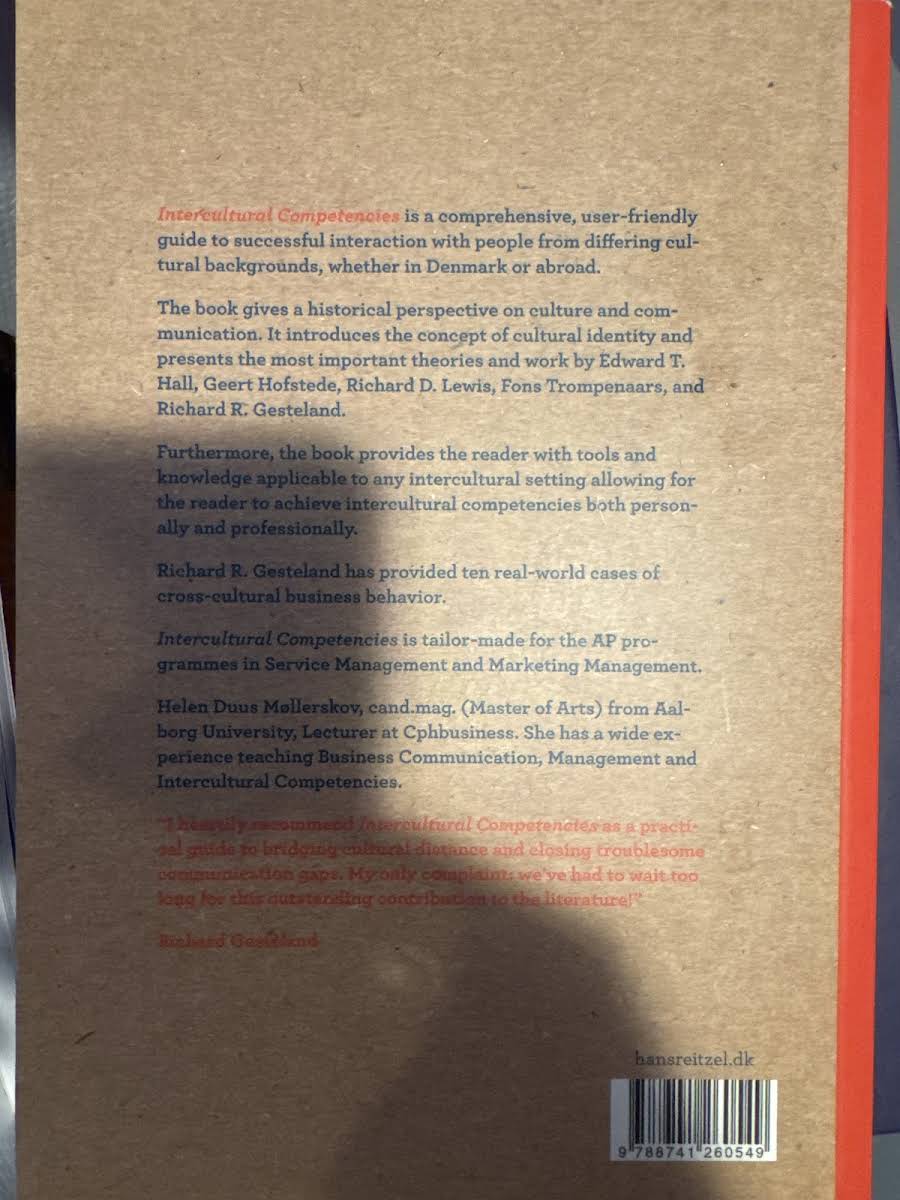 Intercultural Competencies is a comprehensive, user-friendly
guide to successful interaction with people from differing cul-
tural backgrounds, whether in Denmark or abroad.
The book gives a historical perspective on culture and com-
munication. It introduces the concept of cultural identity and
presents the most important theories and work by Edward T.
Hall, Geert Hofstede, Richard D. Lewis, Fons Trompenaars, and
Richard R. Gesteland.
Furthermore, the book provides the reader with tools and
knowledge applicable to any intercultural setting allowing for
the reader to achieve intercultural competencies both person-
ally and professionally.
Richard R. Gesteland has provided ten real-world cases of
cross-cultural business behavior.
Intercultural Competencies is tailor-made for the AP pro-
grammes in Service Management and Marketing Management.
Helen Duus Møllerskov, cand.mag. (Master of Arts) from Aal-
borg University, Lecturer at Cphbusiness. She has a wide ex-
perience teaching Business Communication, Management and
Intercultural Competencies.
"I heartily recommend Intercultural Competencies as a practi-
cal guide to bridging cultural distance and closing troublesome
communication gaps. My only complaint: we've had to wait too
long for this outstanding contribution to the literature!"
Richard Gesteland
hansreitzel.dk
9 788741 260549